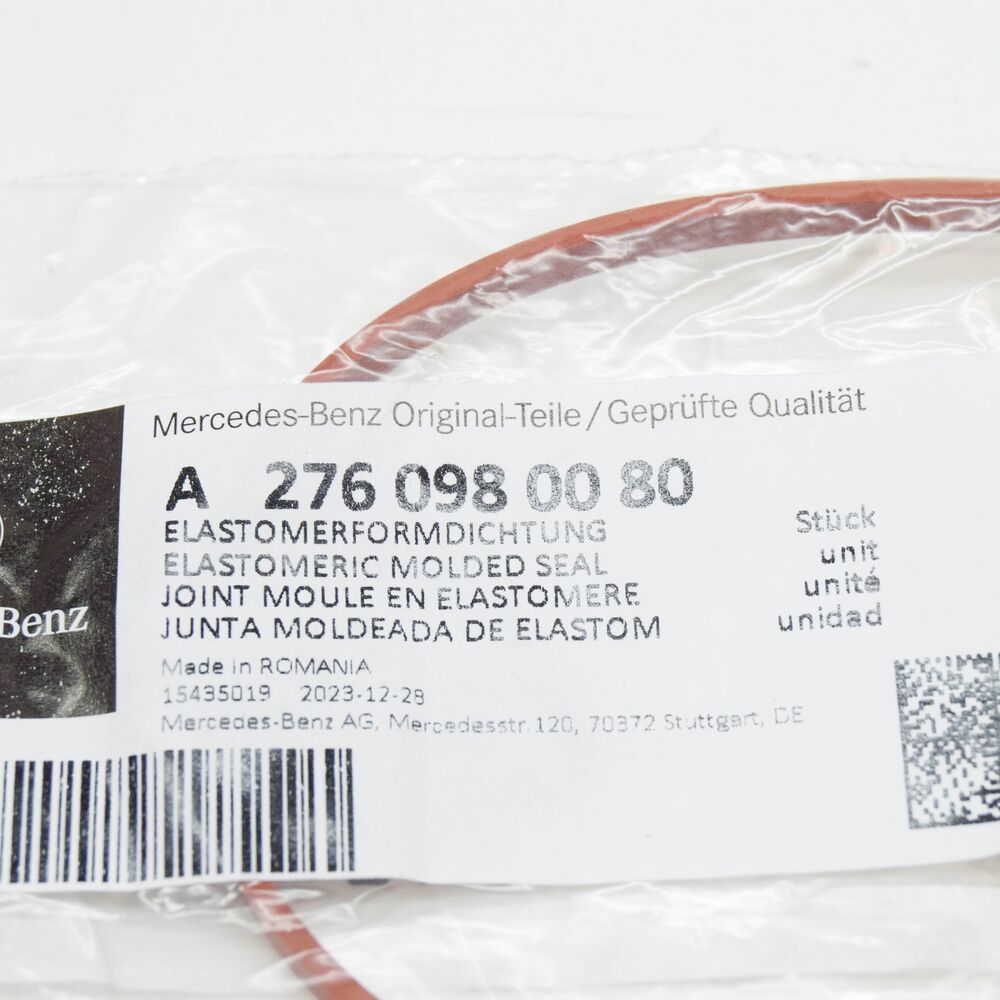 Mercedes-Benz Original-Teile/Geprüfte Qualität
A 276 098 00 80
ELASTOMERFORMDICHTUNG
ELASTOMERIC MOLDED SEAL
JOINT MOULE EN ELASTOMERE
JUNTA MOLDEADA DE ELASTOM
Stück
unit
unité
unidad
Benz
Made in ROMANIA
15435019 2023-12-28
Mercedes-Benz AG, Mercedesstr.120, 70372 Stuttgart, DE